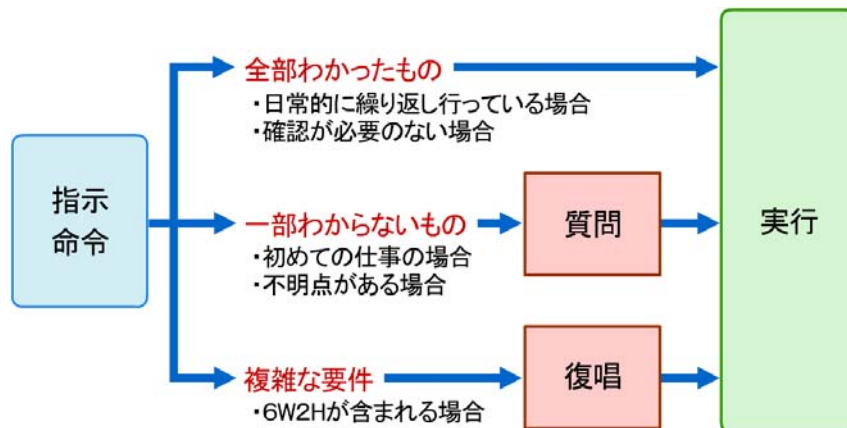 指示
命令
全部わかったもの
・日常的に繰り返し行っている場合
・確認が必要のない場合
一部わからないもの
・初めての仕事の場合
・不明点がある場合
質問
複雑な要件
・6W2Hが含まれる場合
復唱
実行